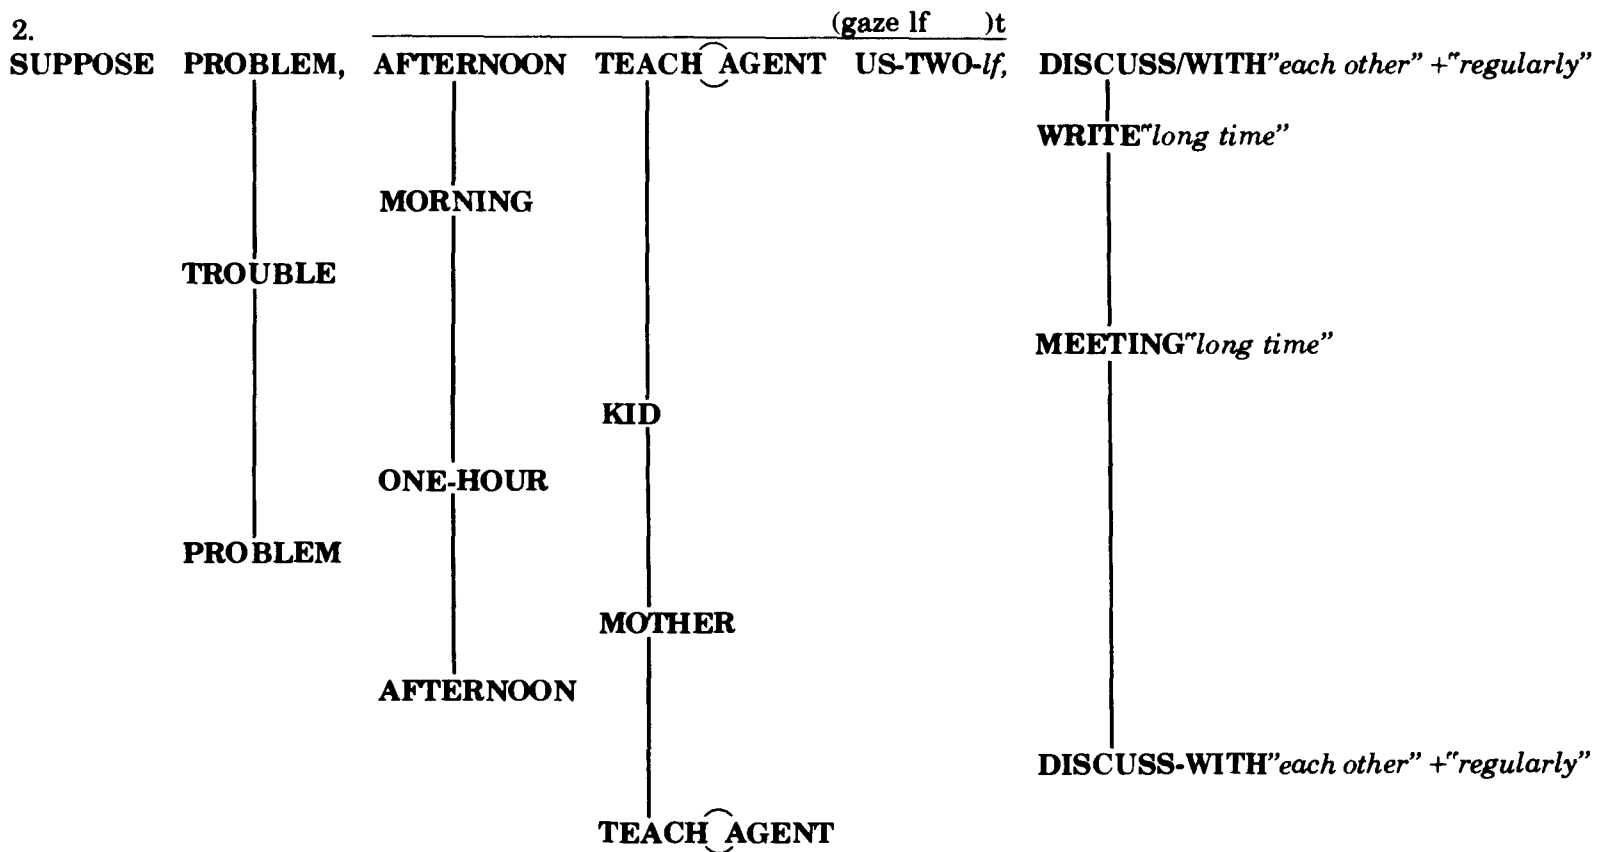 2.
(gaze lf )t
SUPPOSE PROBLEM, AFTERNOON TEACH AGENT US-TWO-lf, DISCUSS/WITH"each other" +"regularly"
WRITE"long time"
MORNING
TROUBLE
MEETING"long time"
KID
ONE-HOUR
PROBLEM
MOTHER
AFTERNOON
DISCUSS-WITH"each other" +"regularly"
TEACH AGENT